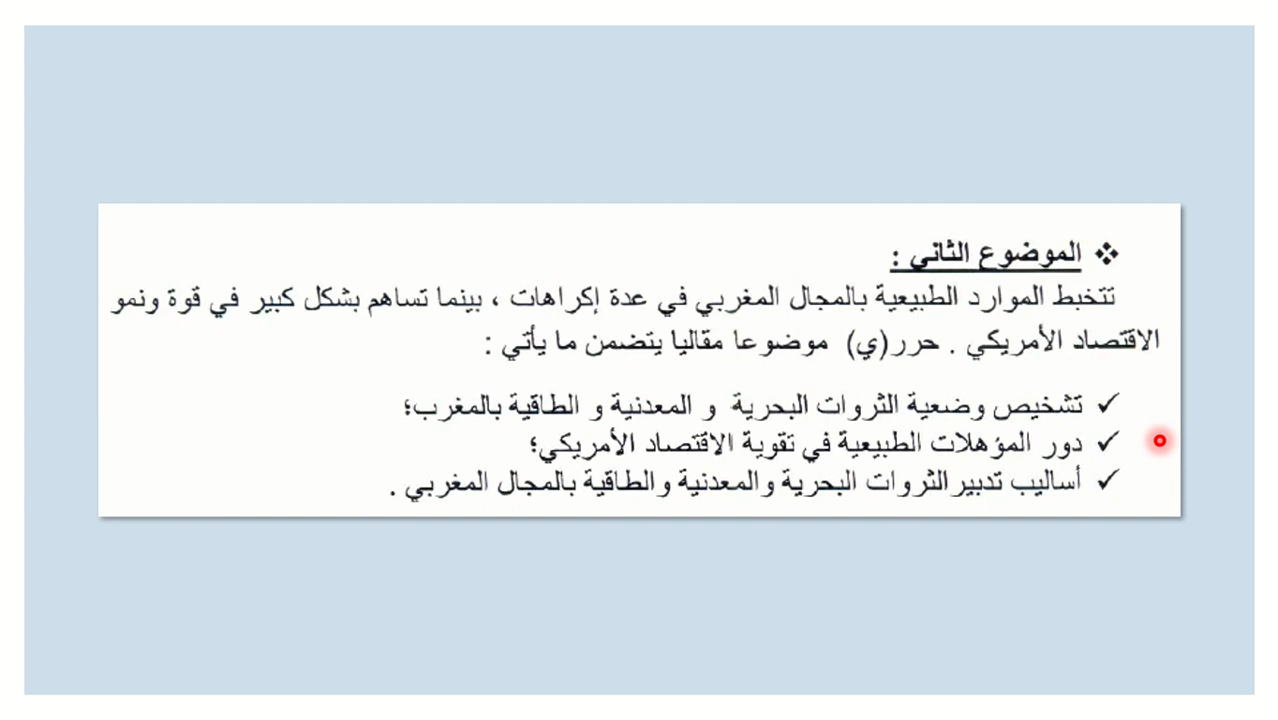 ❖ الموضوع الثاني :
تتخبط الموارد الطبيعية بالمجال المغربي في عدة إكراهات ، بينما تساهم بشكل كبير في قوة ونمو
الاقتصاد الأمريكي . حرر(ي) موضوعا مقاليا يتضمن ما يأتي :
✓ تشخيص وضعية الثروات البحرية و المعدنية و الطاقية بالمغرب؛
✓ دور المؤهلات الطبيعية في تقوية الاقتصاد الأمريكي؛
✓ أساليب تدبيرالثروات البحرية والمعدنية والطاقية بالمجال المغربي .